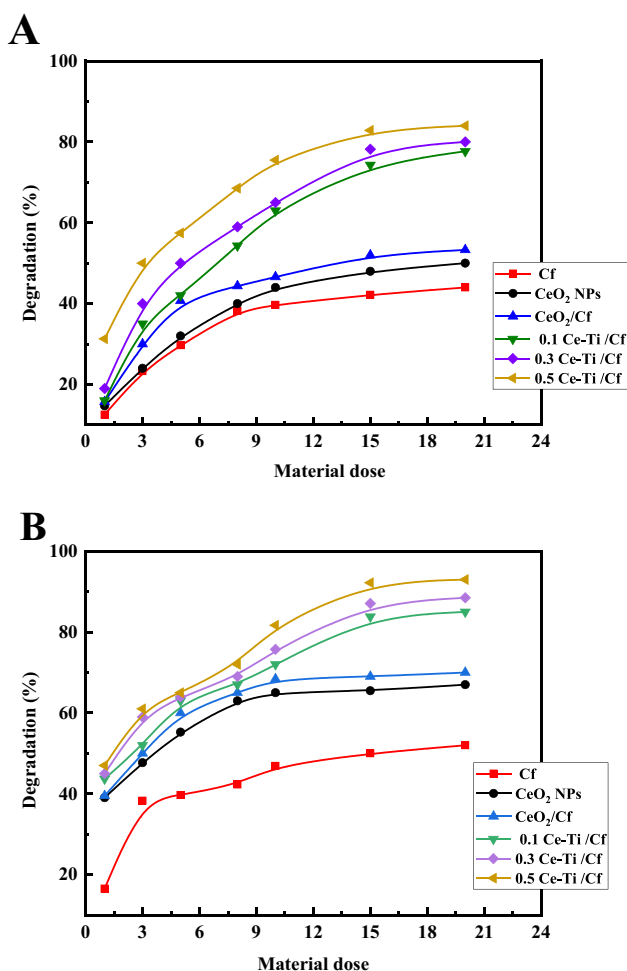 A
100
80
60
40
20
Degradation (%)
0 3 6 9 12 15 18 21 24
Material dose
Cf
CeO₂ NPs
CeO₂/Cf
0.1 Ce-Ti /Cf
0.3 Ce-Ti /Cf
0.5 Ce-Ti /Cf
B
100
80
60
40
20
Degradation (%)
0 3 6 9 12 15 18 21 24
Material dose
Cf
CeO₂ NPs
CeO₂/Cf
0.1 Ce-Ti /Cf
0.3 Ce-Ti /Cf
0.5 Ce-Ti /Cf